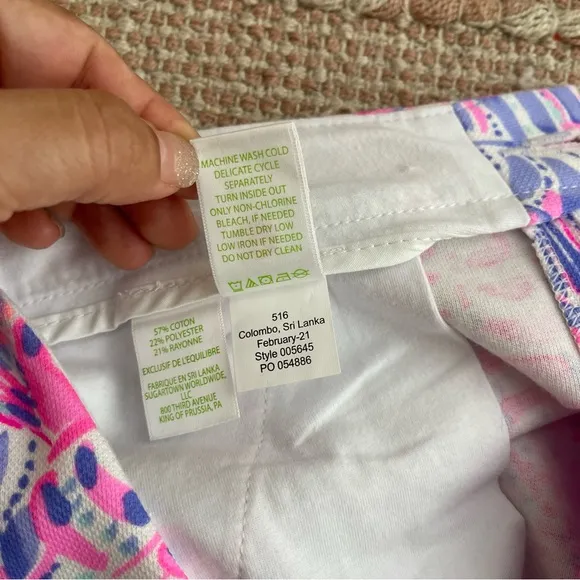 MACHINE WASH COLD
DELICATE CYCLE
SEPARATELY
TURN INSIDE OUT
ONLY NON-CHLORINE
BLEACH, IF NEEDED
TUMBLE DRY LOW
LOW IRON IF NEEDED
DO NOT DRY CLEAN
57% COTON
22% POLYESTER
21% RAYONNE
EXCLUSIF DE L'EQUILIBRE
FABRIQUE EN SRI LANKA
SUGARTOWN WORLDWIDE,
LLC
800 THIRD AVENUE
KING OF PRUSSIA, PA
516
Colombo, Sri Lanka
February-21
Style 005645
PO 054886